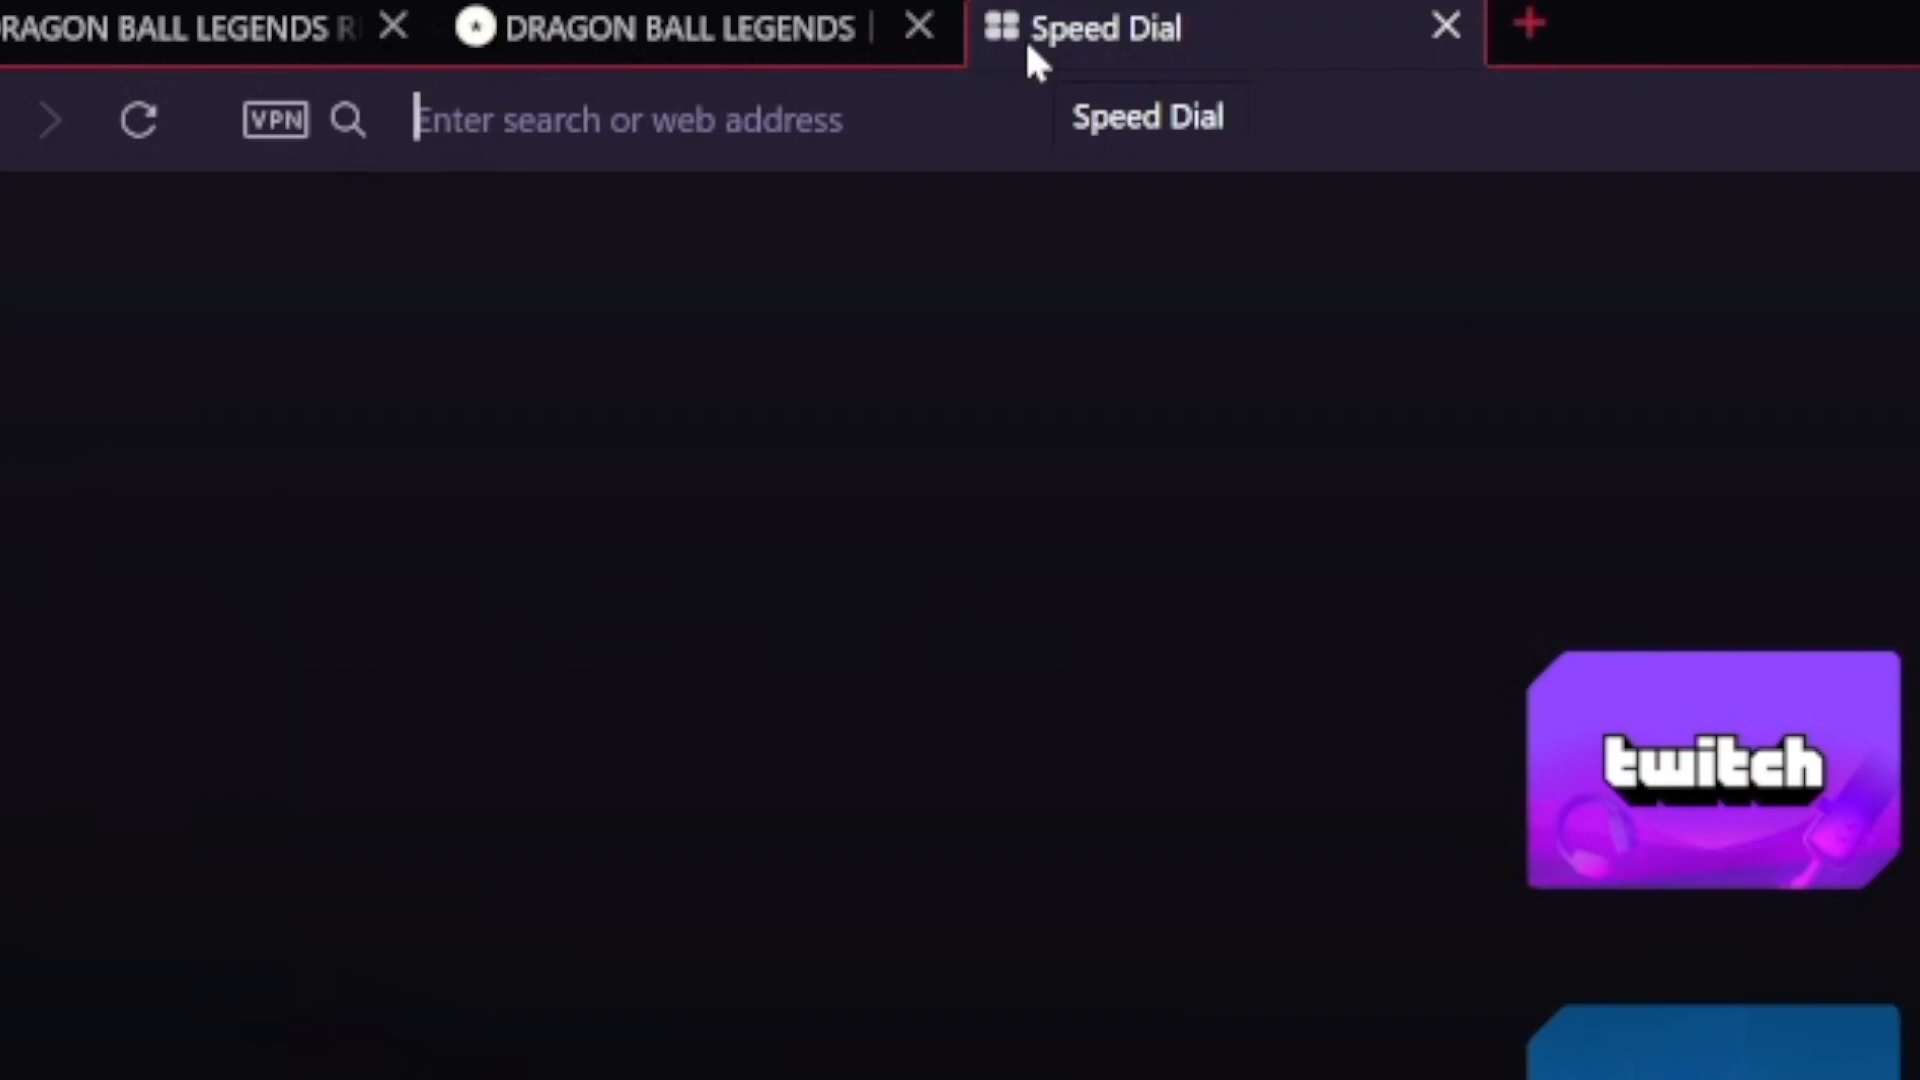 RAGON BALL LEGENDS R
DRAGON BALL LEGENDS |
Speed Dial
VPN
Enter search or web address
Speed Dial
twitch